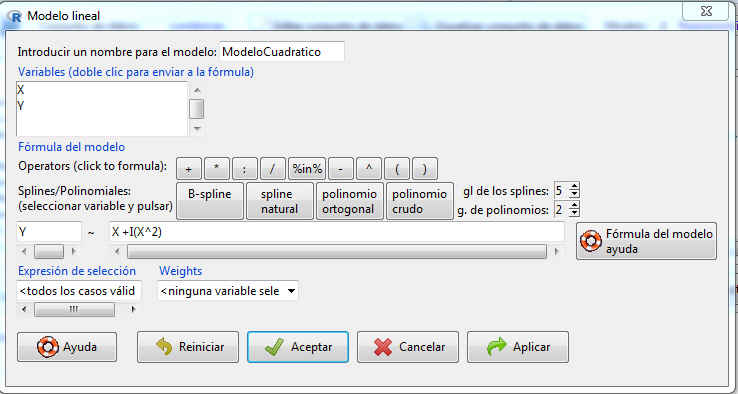 Modelo lineal
Introducir un nombre para el modelo: ModeloCuadratico
Variables (doble clic para enviar a la fórmula)
X
Y
Fórmula del modelo
Operators (click to formula): + * : / %in% - ^ ( )
Splines/Polinomiales:
(seleccionar variable y pulsar)
B-spline
spline
natural
polinomio
ortogonal
polinomio
crudo
gl de los splines: 5
g. de polinomios: 2
Y ~ X +I(X^2)
Fórmula del modelo
ayuda
Expresión de selección Weights
<todos los casos válid <ninguna variable sele
Ayuda Reiniciar Aceptar Cancelar Aplicar